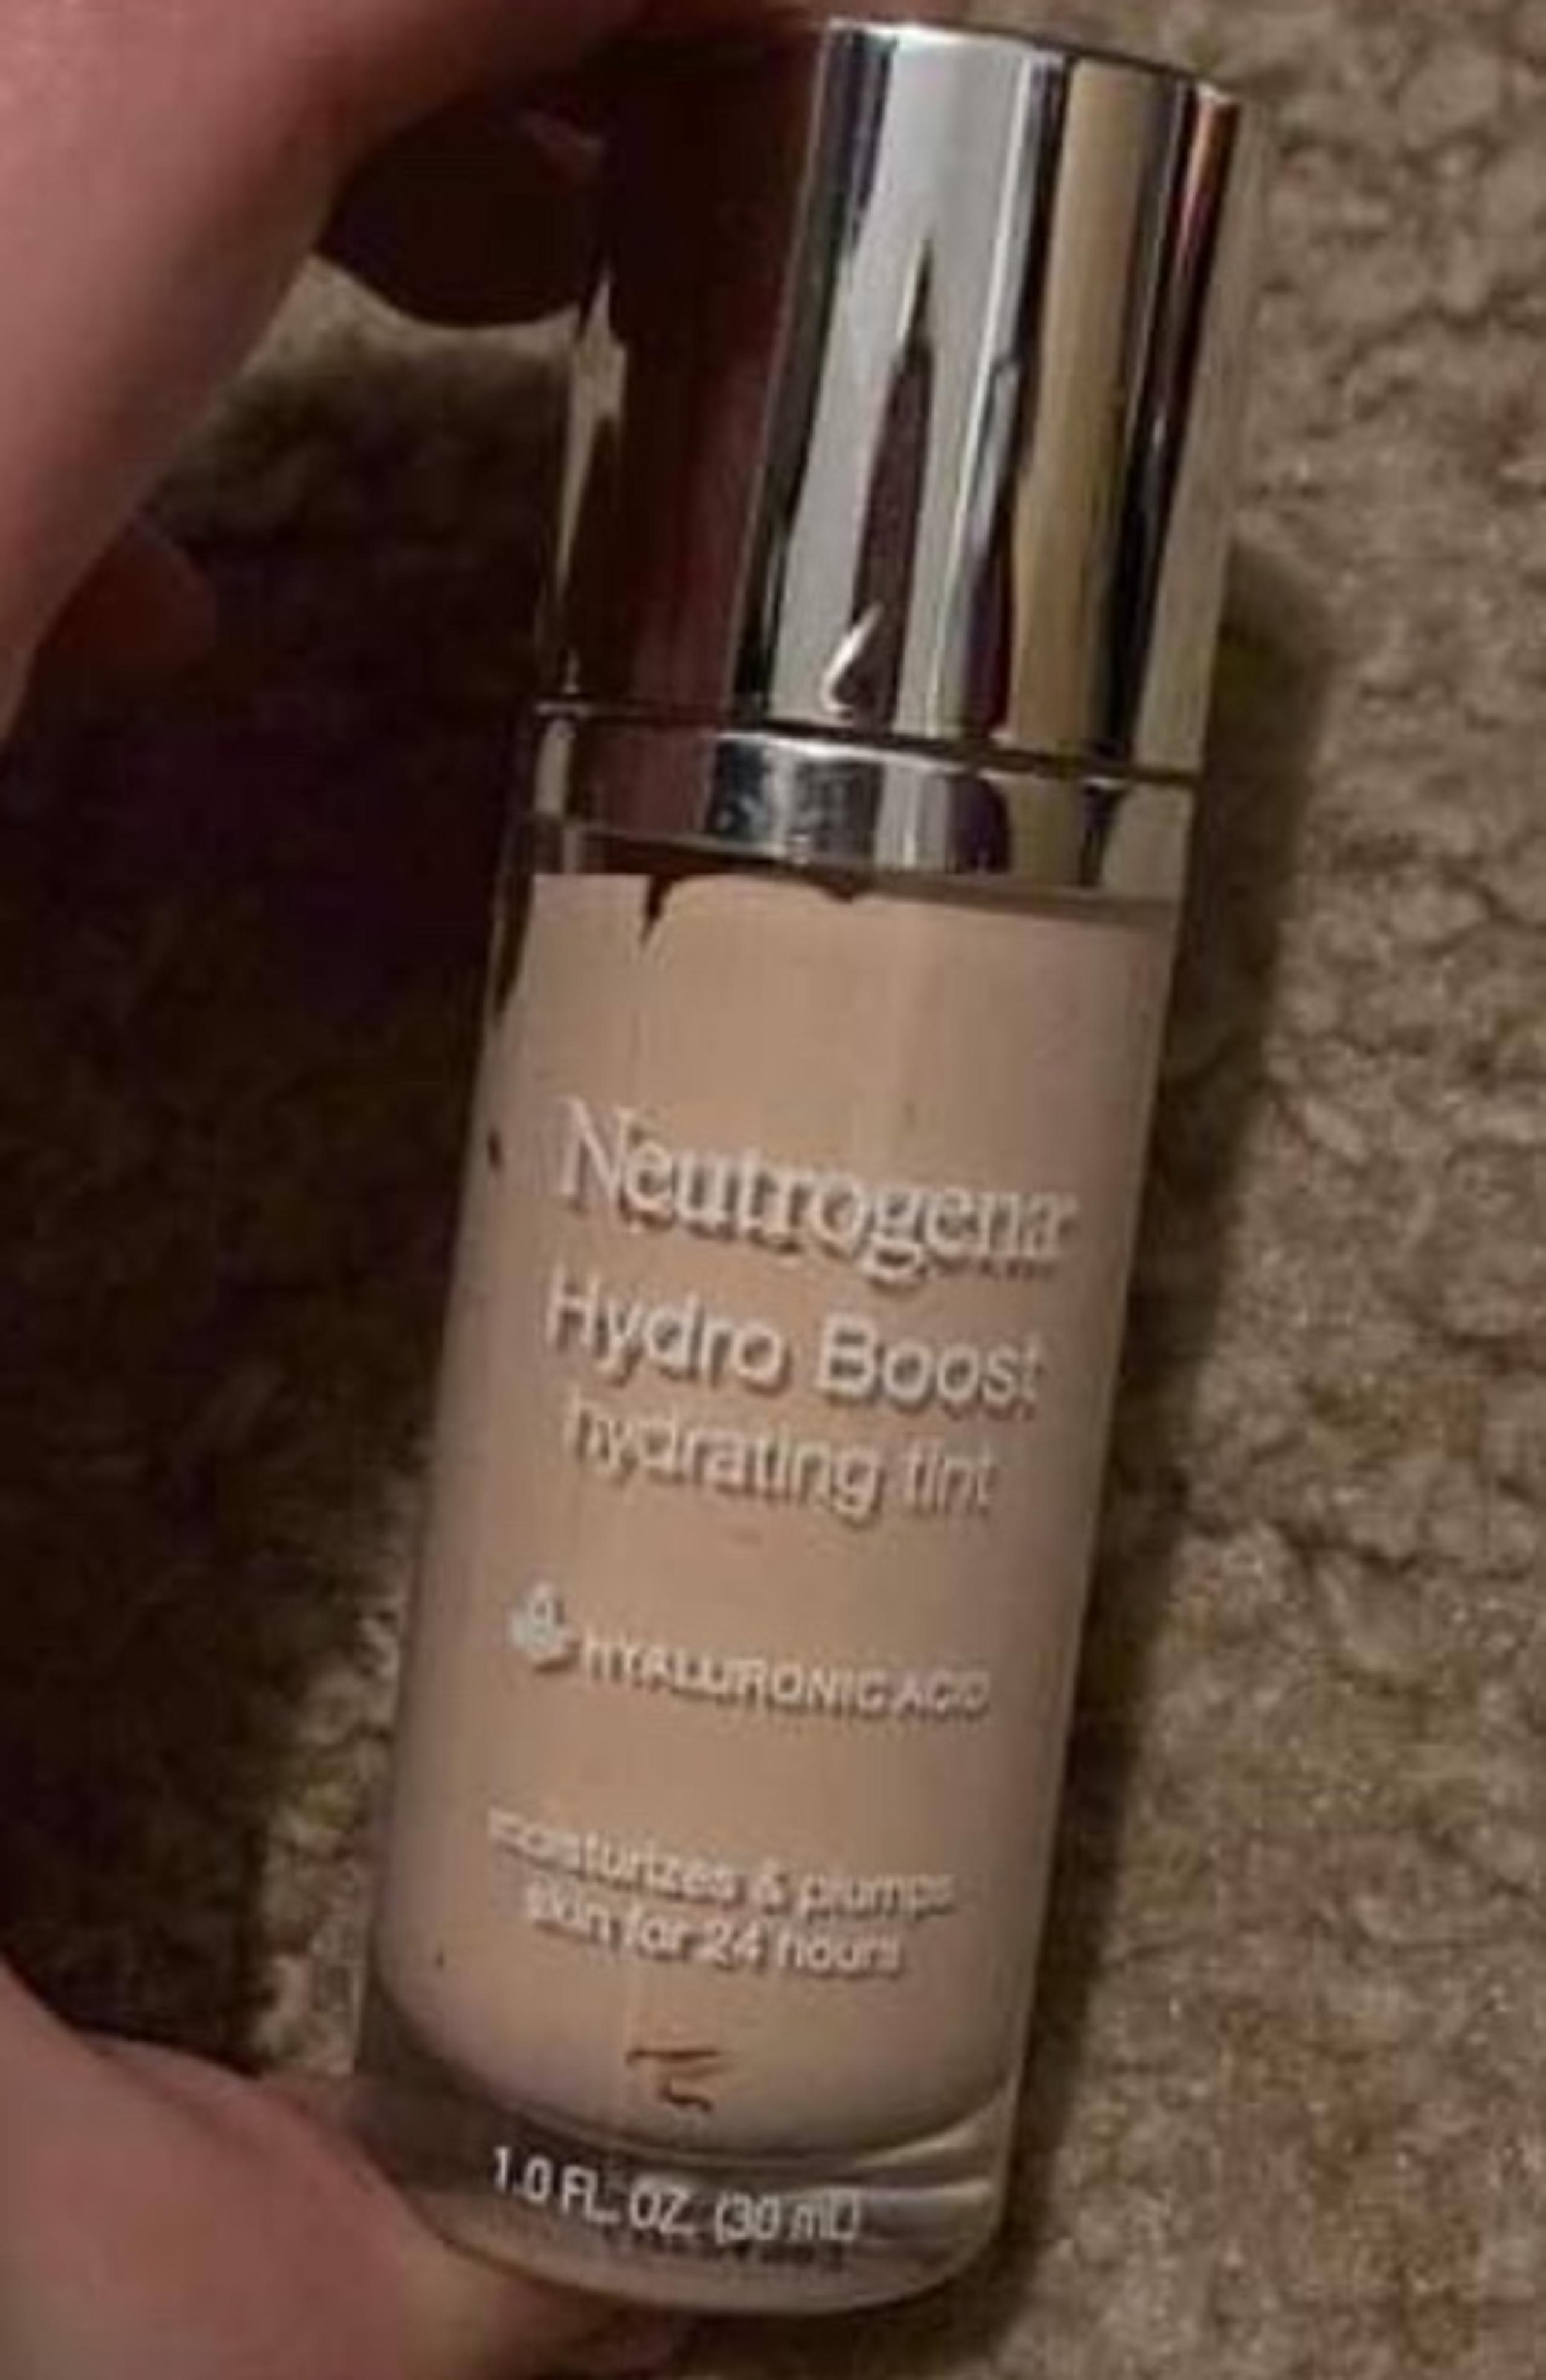 Neutrogena
Hydro Boost
hydrating tint
HYALURONIC ACID
moisturizes & plumps
skin for 24 hours
1.0 FL. OZ. (30 mL)